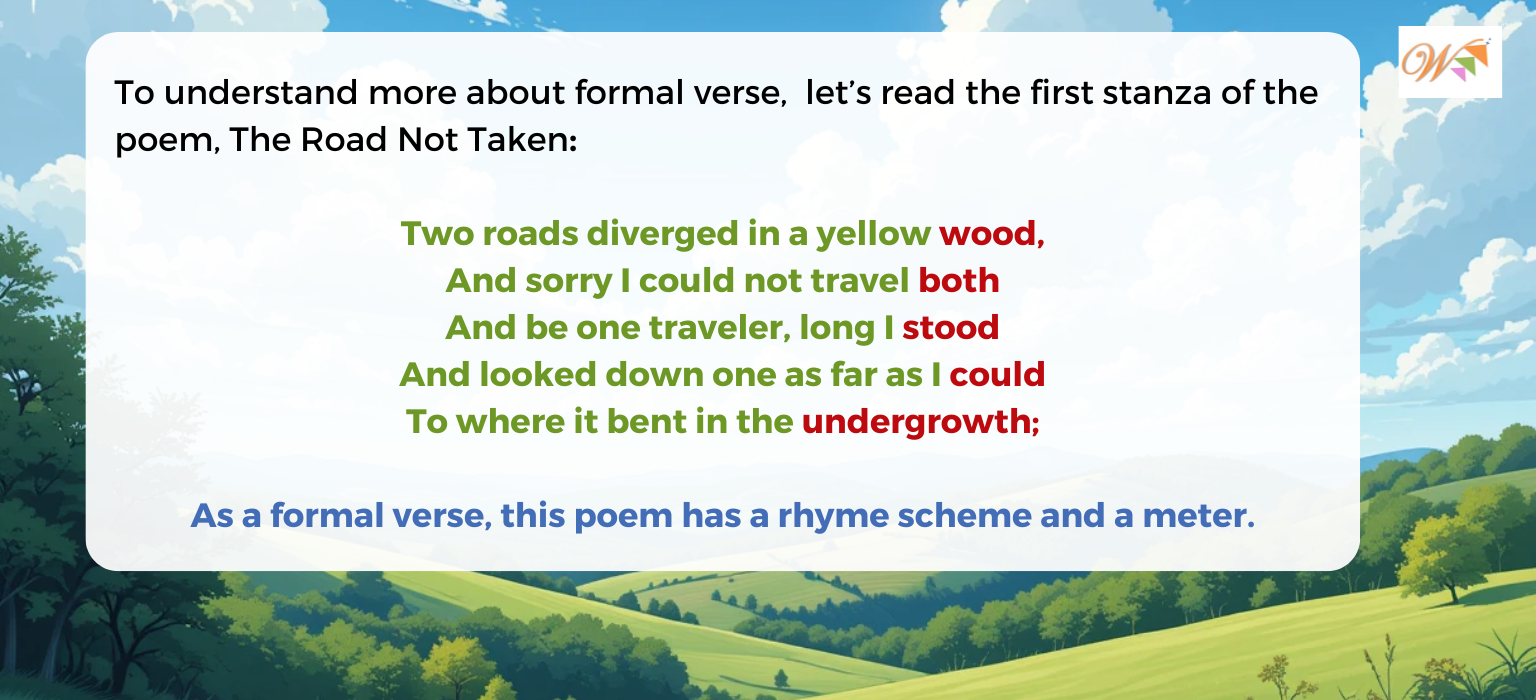 To understand more about formal verse,  let’s read the first stanza of the
poem, The Road Not Taken:
Two roads diverged in a yellow wood,
And sorry I could not travel both
And be one traveler, long I stood
And looked down one as far as I could
To where it bent in the undergrowth;
As a formal verse, this poem has a rhyme scheme and a meter.
W